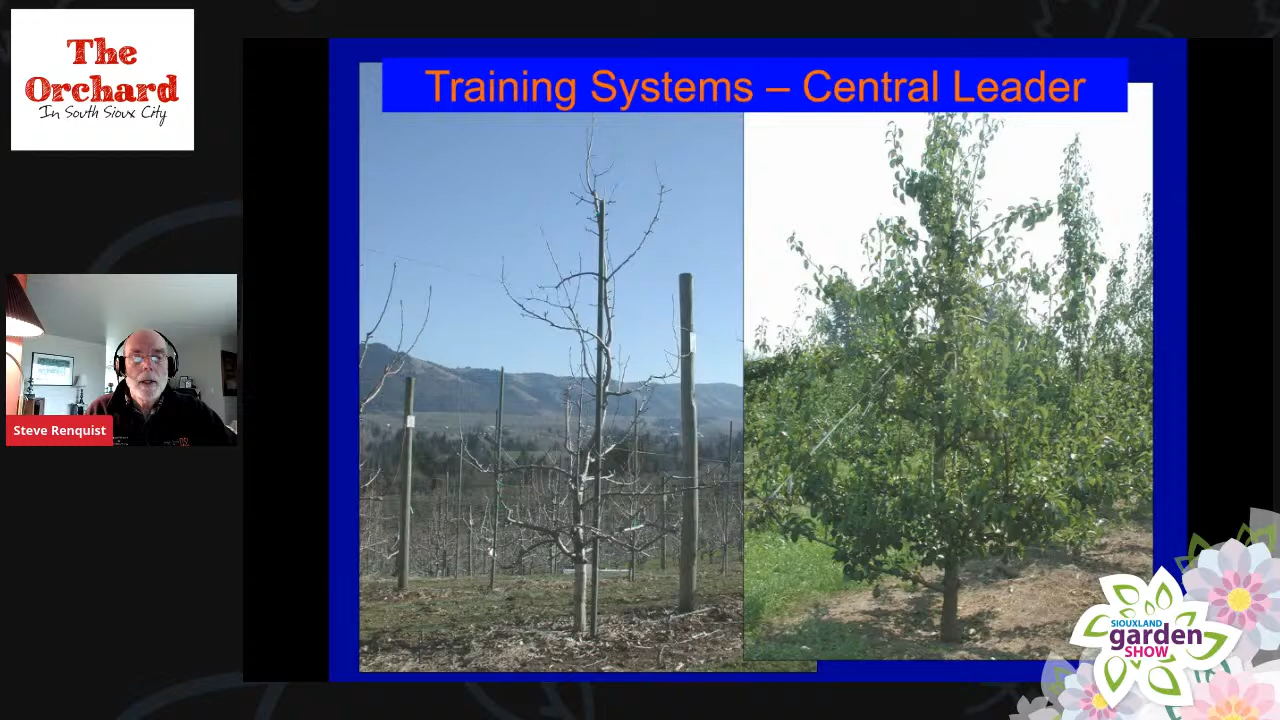 The
Orchard
In South Sioux City
Training Systems – Central Leader
Steve Renquist
SIOUXLAND
garden
SHOW